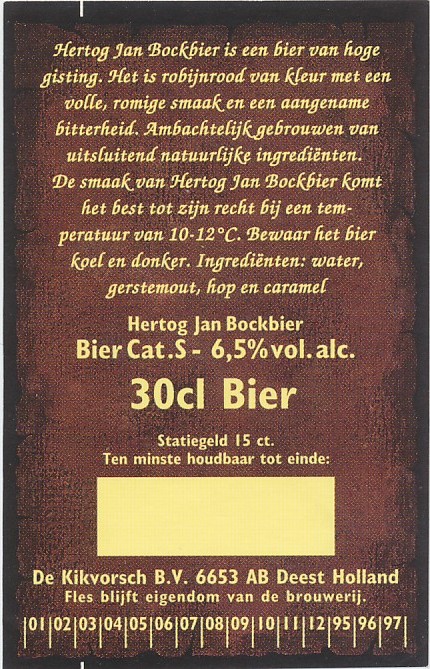 Hertog Jan Bockbier is een bier van hoge
gisting. Het is robijnrood van kleur met een
volle, romige smaak en een aangename
bitterheid. Ambachtelijk gebrouwen van
uitsluitend natuurlijke ingrediënten.
De smaak van Hertog Jan Bockbier komt
het best tot zijn recht bij een tem-
peratuur van 10-12°C. Bewaar het bier
koel en donker. Ingrediënten: water,
gerstemout, hop en caramel
Hertog Jan Bockbier
Bier Cat.S - 6,5% vol. alc.
30cl Bier
Statiegeld 15 ct.
Ten minste houdbaar tot einde:
De Kikvorsch B.V. 6653 AB Deest Holland
Fles blijft eigendom van de brouwerij.
|01|02|03|04|05|06|07|08|09|10|11|12|95|96|97|